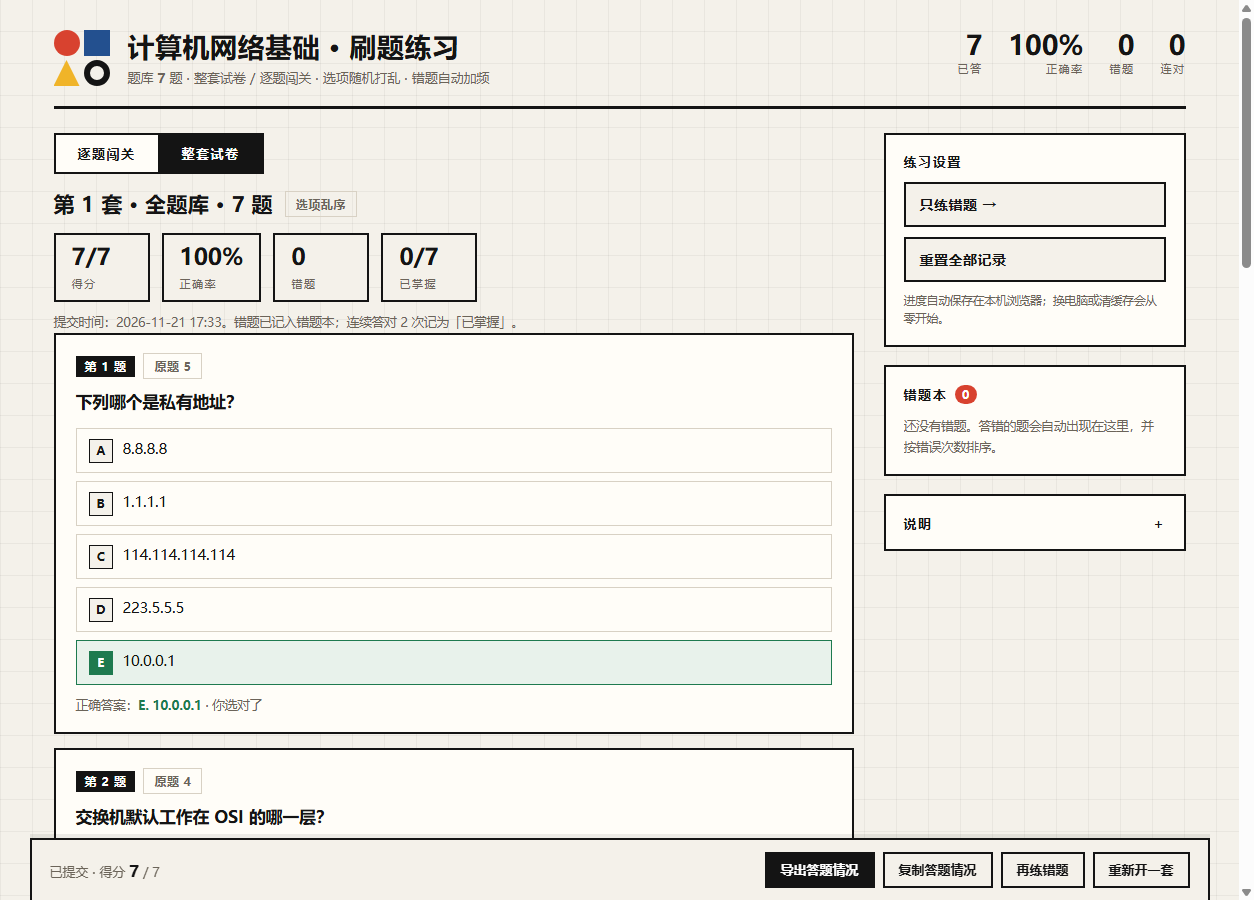 计算机网络基础 · 刷题练习
题库 7 题 · 整套试卷 / 逐题闯关 · 选项随机打乱 · 错题自动加频
7 100% 0 0
已答 正确率 错题 连对
逐题闯关 整套试卷
第 1 套 · 全题库 · 7 题 选项乱序
7/7 100% 0 0/7
得分 正确率 错题 已掌握
提交时间：2026-11-21 17:33。错题已记入错题本；连续答对 2 次记为「已掌握」。
第 1 题 原题 5
下列哪个是私有地址？
A 8.8.8.8
B 1.1.1.1
C 114.114.114.114
D 223.5.5.5
E 10.0.0.1
正确答案：E. 10.0.0.1 · 你选对了
第 2 题 原题 4
交换机默认工作在 OSI 的哪一层？
练习设置
只练错题 →
重置全部记录
进度自动保存在本机浏览器；换电脑或清缓存会从
零开始。
错题本 0
还没有错题。答错的题会自动出现在这里，并
按错误次数排序。
说明 +
已提交 · 得分 7 / 7
导出答题情况 复制答题情况 再练错题 重新开一套